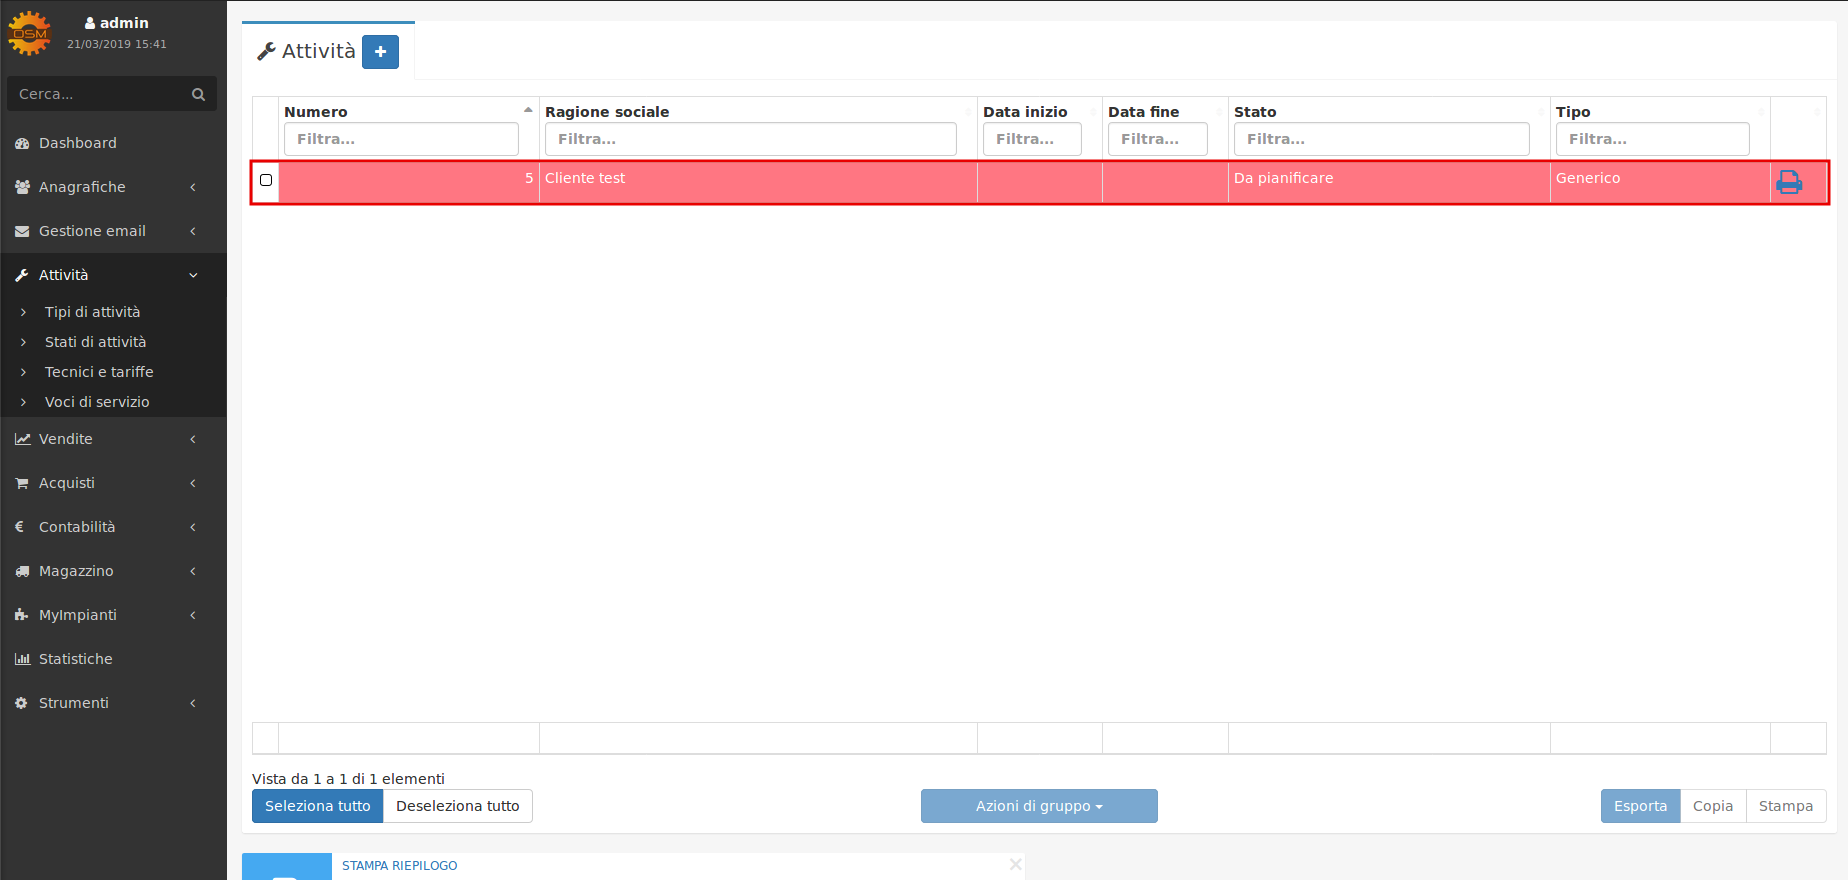 admin
21/03/2019 15:41
OSM
Cerca...
Dashboard
Anagrafiche
Gestione email
Attività
Tipi di attività
Stati di attività
Tecnici e tariffe
Voci di servizio
Vendite
Acquisti
Contabilità
Magazzino
MyImpianti
Statistiche
Strumenti
Attività
Numero Ragione sociale Data inizio Data fine Stato Tipo
Filtra... Filtra... Filtra... Filtra... Filtra... Filtra...
5 Cliente test Da pianificare Generico
Vista da 1 a 1 di 1 elementi
Seleziona tutto Deseleziona tutto Azioni di gruppo Esporta Copia Stampa
STAMPA RIEPILOGO